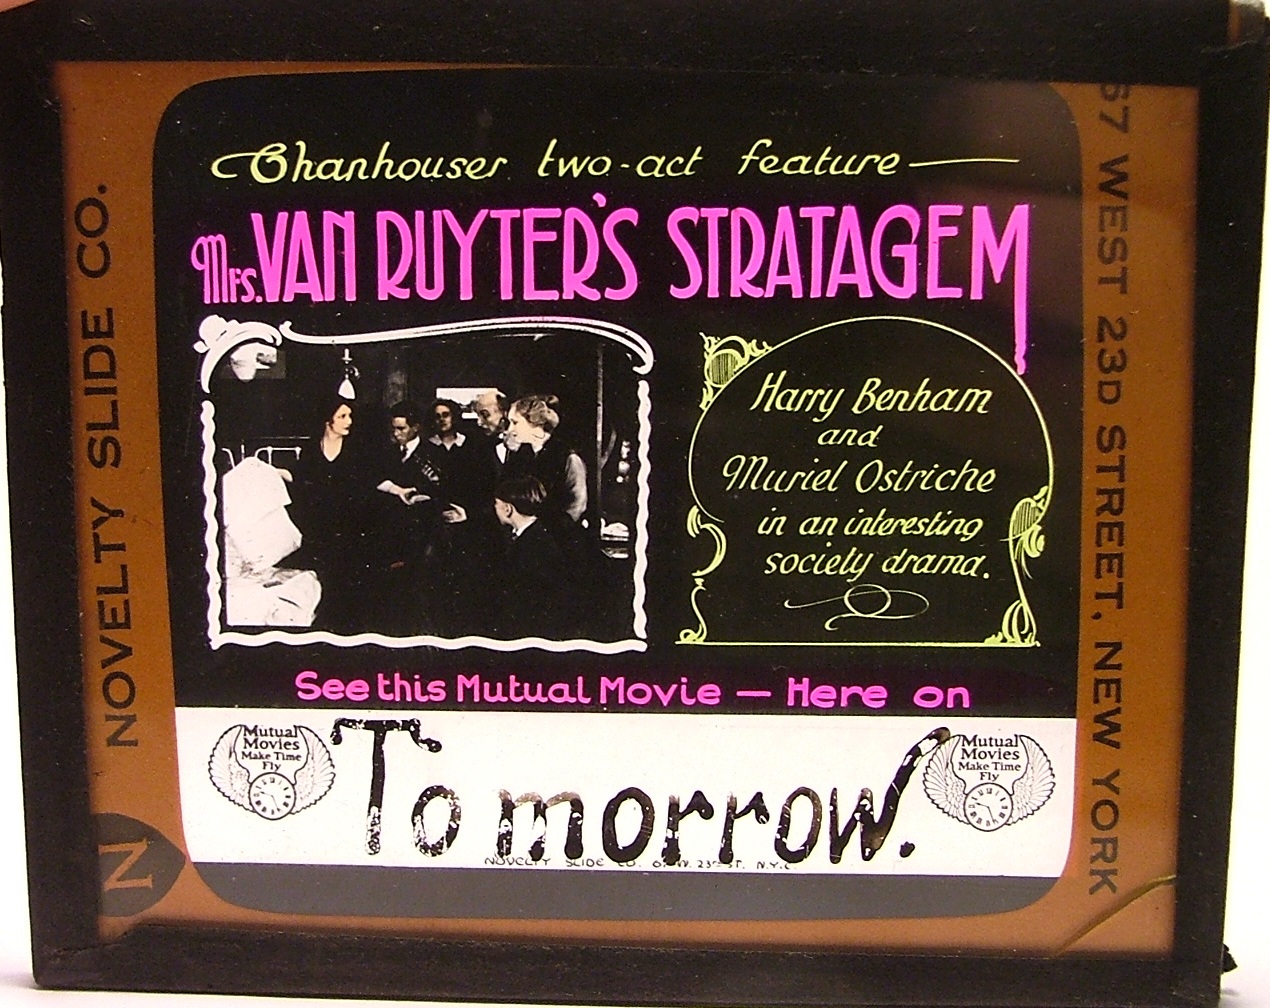 Thanhouser two-act feature —
Mrs. VAN RUYTER'S STRATAGEM
Harry Benham
and
Muriel Ostriche
in an interesting
society drama.
See this Mutual Movie — Here on
Mutual
Movies
Make Time
Fly
To morrow.
Mutual
Movies
Make Time
Fly
NOVELTY SLIDE CO. 67 W. 23RD ST. N.Y.C.
NOVELTY SLIDE CO.
N
67 WEST 23D STREET. NEW YORK